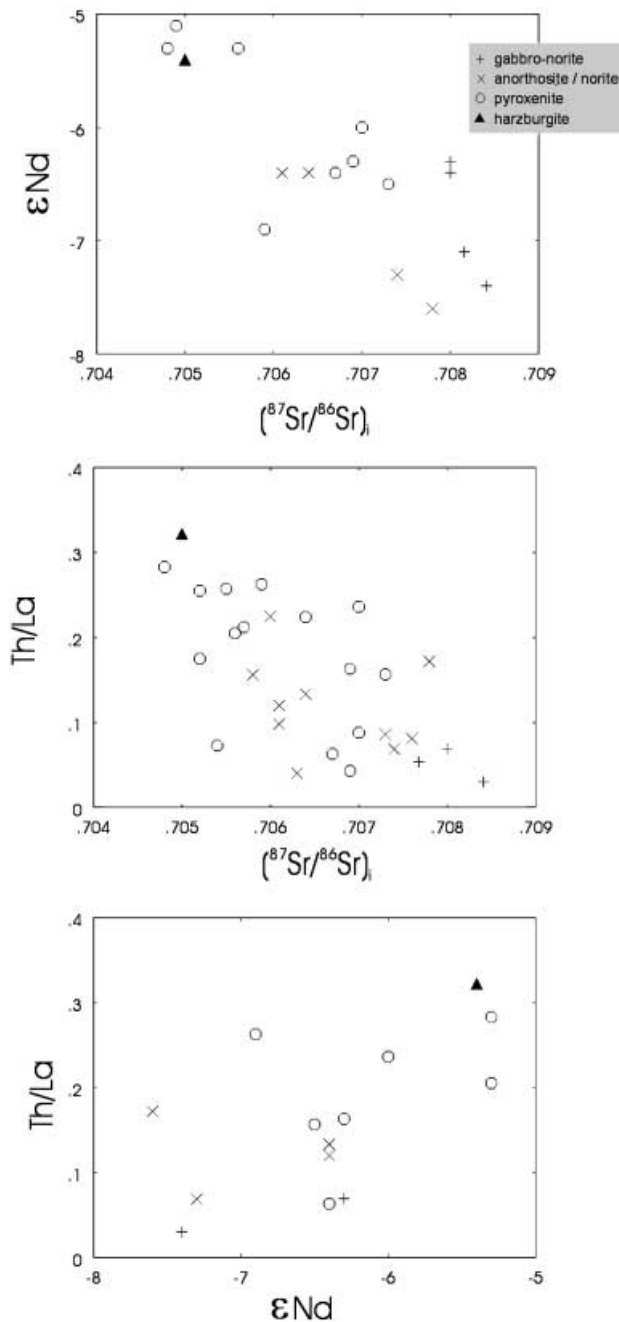 -5
-6
-7
-8
εNd
+ gabbro-norite
× anorthosite / norite
○ pyroxenite
▲ harzburgite
.704 .705 .706 .707 .708 .709
(⁸⁷Sr/⁸⁶Sr)i
.4
.3
.2
.1
0
Th/La
.704 .705 .706 .707 .708 .709
(⁸⁷Sr/⁸⁶Sr)i
.4
.3
.2
.1
0
Th/La
-8 -7 -6 -5
εNd